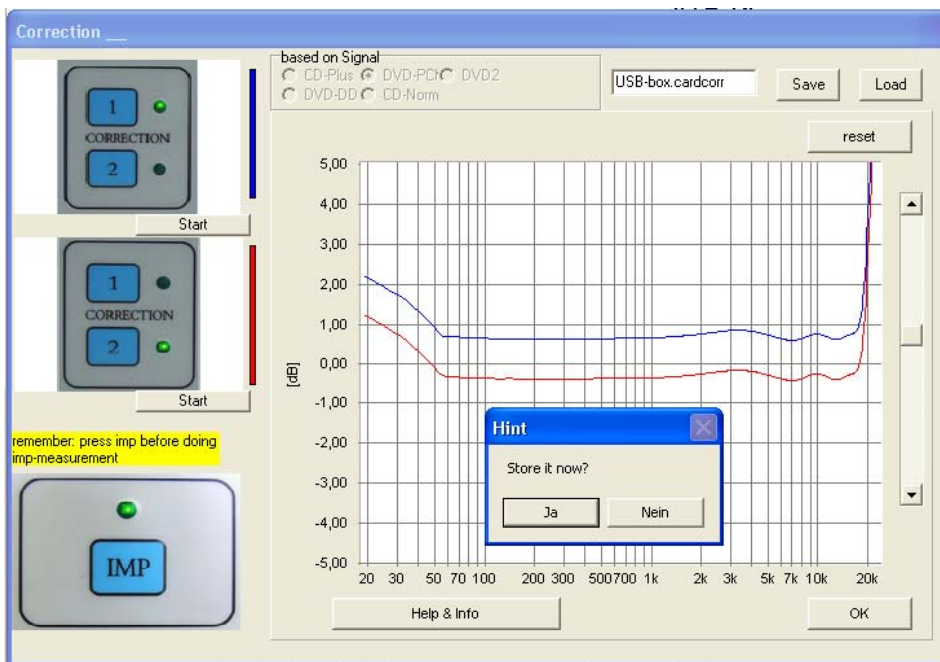 Correction __
based on Signal
CD-Plus DVD-PCM DVD2
DVD-DD CD-Norm
USB-box.cardcorr
Save
Load
1
CORRECTION
2
Start
1
CORRECTION
2
Start
remember: press imp before doing
imp-measurement
IMP
reset
5,00
4,00
3,00
2,00
1,00
0,00
-1,00
-2,00
-3,00
-4,00
-5,00
[dB]
20 30 50 70 100 200 300 500 700 1k 2k 3k 5k 7k 10k 20k
Hint
Store it now?
Ja
Nein
Help & Info
OK